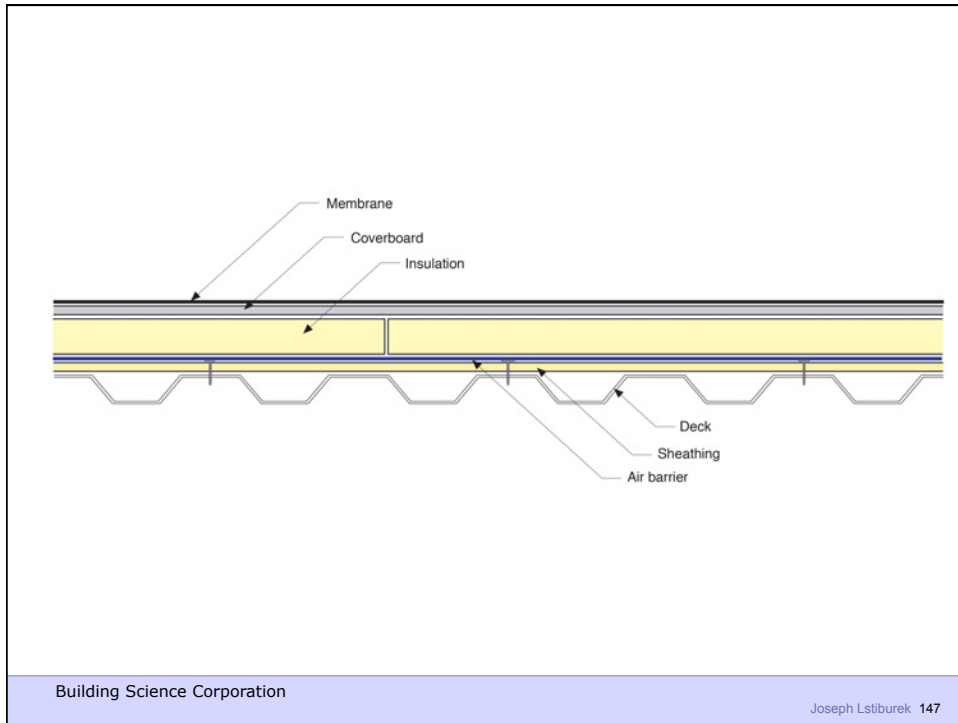 Membrane
Coverboard
Insulation
Deck
Sheathing
Air barrier
Building Science Corporation
Joseph Lstiburek 147